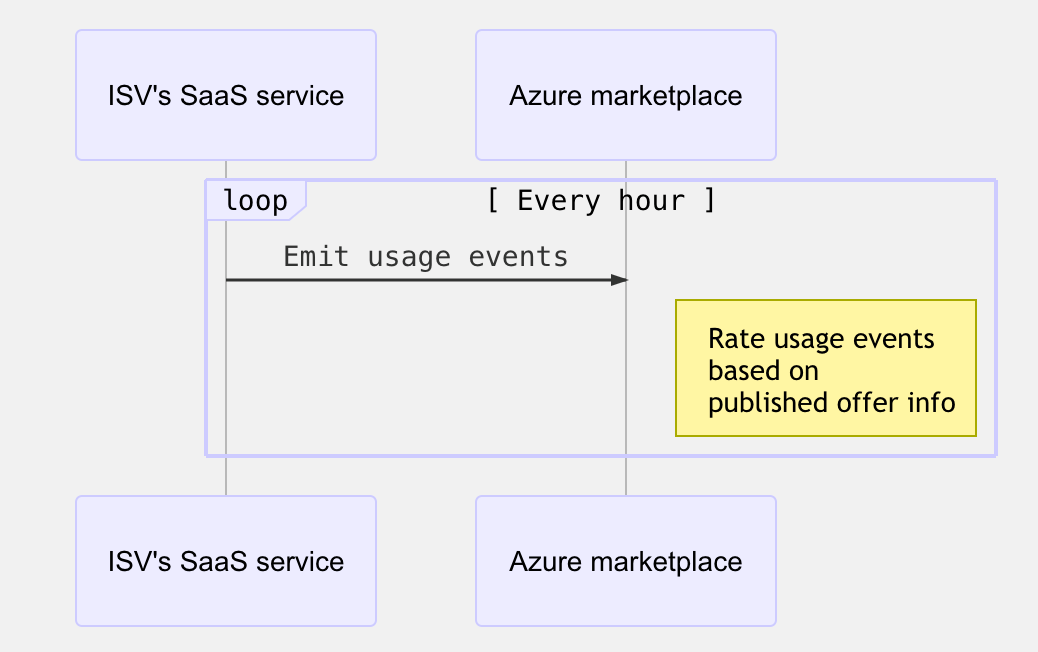 ISV's SaaS service
Azure marketplace
loop
[ Every hour ]
Emit usage events
Rate usage events
based on
published offer info
ISV's SaaS service
Azure marketplace